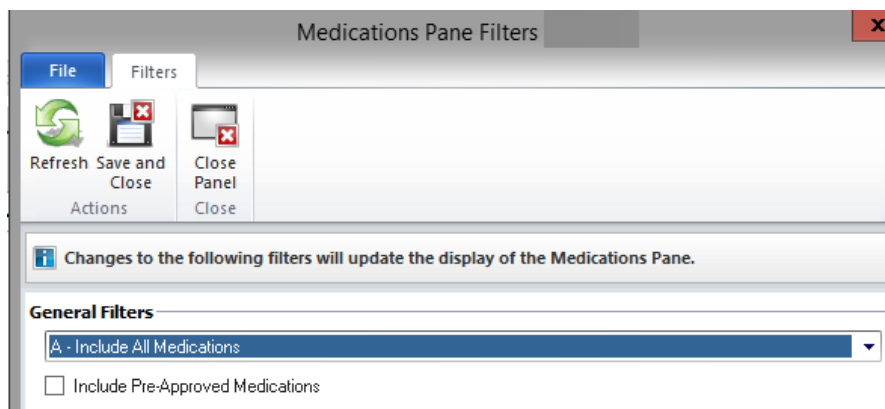 Medications Pane Filters
x
File Filters
Refresh Save and Close Close Panel
Actions Close
Changes to the following filters will update the display of the Medications Pane.
General Filters
A - Include All Medications
Include Pre-Approved Medications